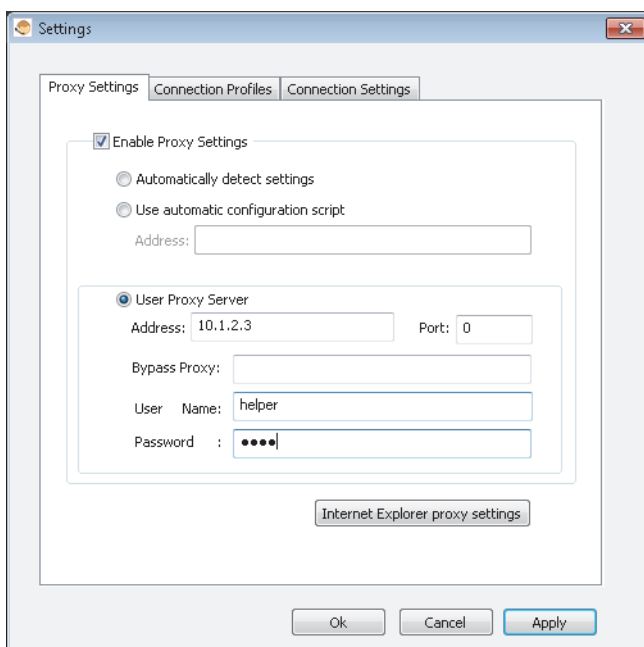 Settings
Proxy Settings Connection Profiles Connection Settings
Enable Proxy Settings
Automatically detect settings
Use automatic configuration script
Address:
User Proxy Server
Address: 10.1.2.3 Port: 0
Bypass Proxy:
User Name: helper
Password : ●●●●
Internet Explorer proxy settings
Ok Cancel Apply